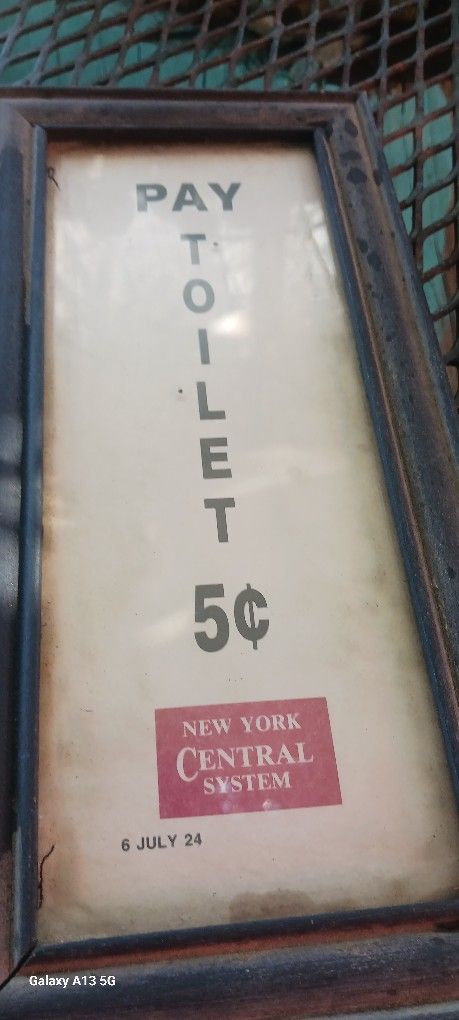 PAY
T
O
I
L
E
T
5¢
NEW YORK
CENTRAL
SYSTEM
6 JULY 24
Galaxy A13 5G